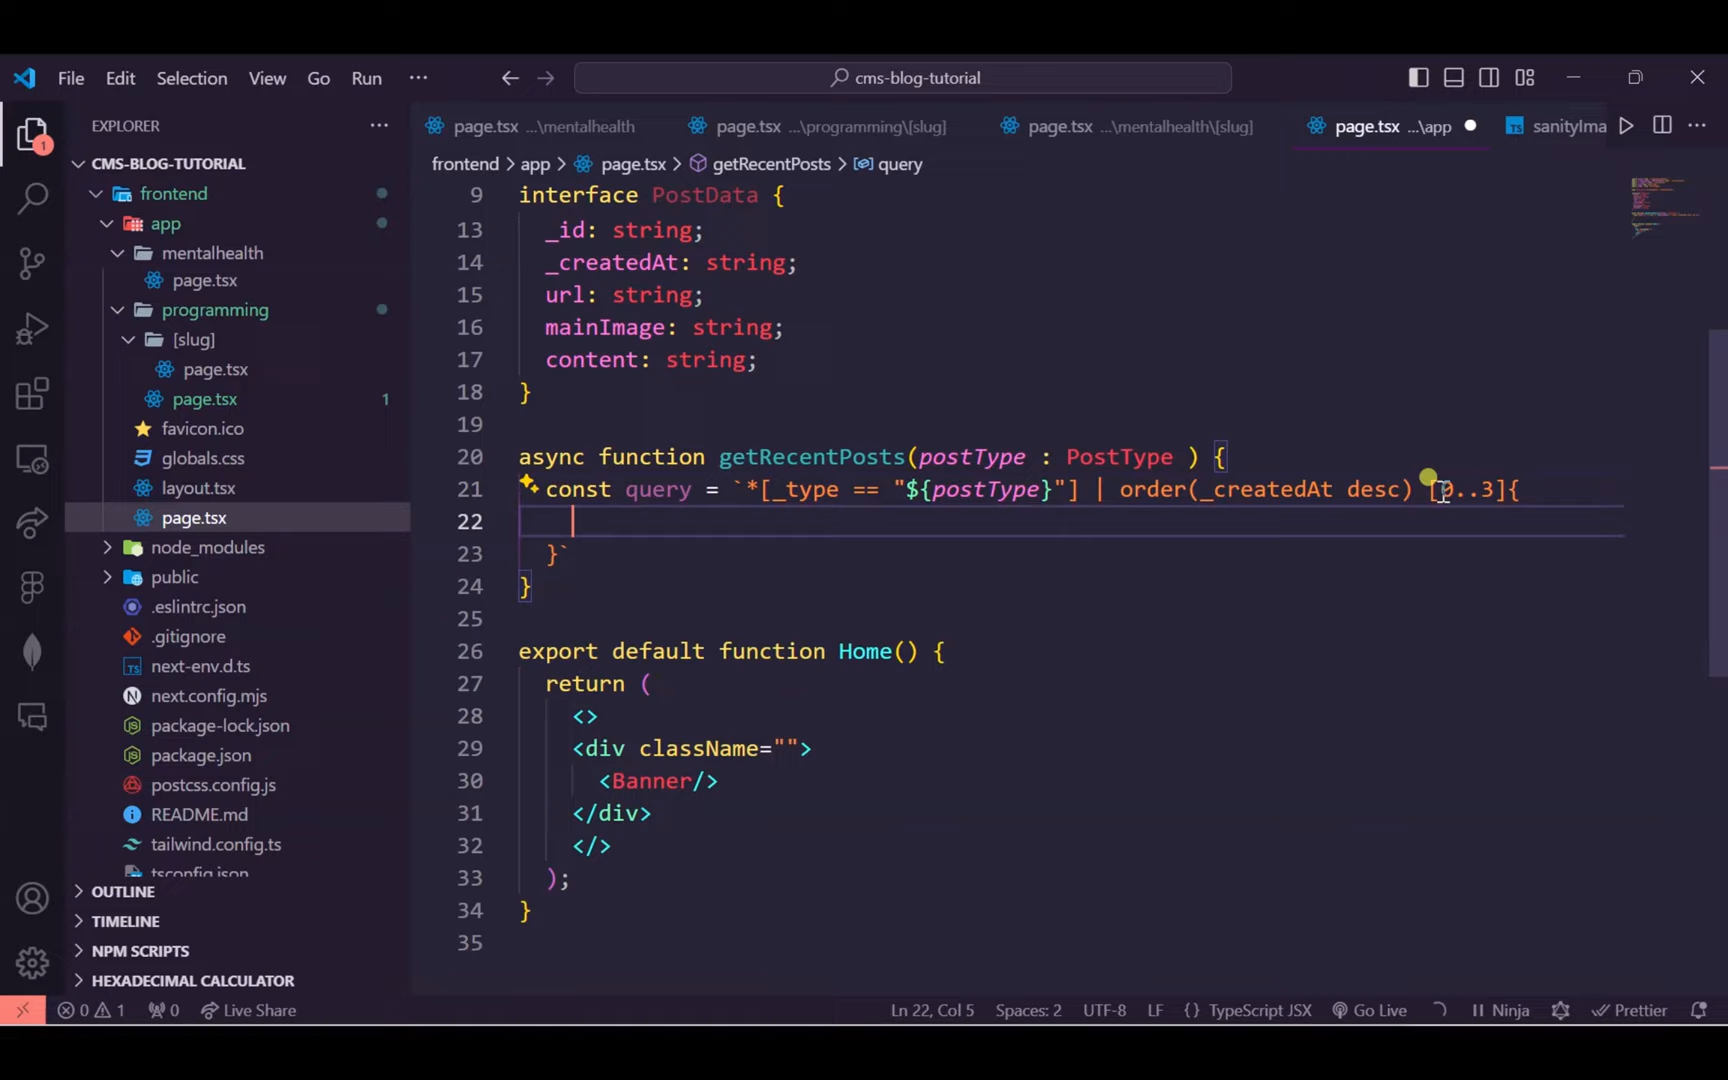 File Edit Selection View Go Run ··· cms-blog-tutorial
EXPLORER ···
CMS-BLOG-TUTORIAL
frontend
app
mentalhealth
page.tsx
programming
[slug]
page.tsx
page.tsx 1
favicon.ico
globals.css
layout.tsx
page.tsx
node_modules
public
.eslintrc.json
.gitignore
next-env.d.ts
next.config.mjs
package-lock.json
package.json
postcss.config.js
README.md
tailwind.config.ts
tsconfig.json
OUTLINE
TIMELINE
NPM SCRIPTS
HEXADECIMAL CALCULATOR
page.tsx ...\mentalhealth page.tsx ...\programming\[slug] page.tsx ...\mentalhealth\[slug] page.tsx ...\app sanityIma
frontend > app > page.tsx > getRecentPosts > query
9 interface PostData {
13 _id: string;
14 _createdAt: string;
15 url: string;
16 mainImage: string;
17 content: string;
18 }
19
20 async function getRecentPosts(postType : PostType ) {
21 const query = `*[_type == "${postType}"] | order(_createdAt desc) [0..3]{
22
23 }`
24 }
25
26 export default function Home() {
27 return (
28 <>
29 <div className="">
30 <Banner/>
31 </div>
32 </>
33 );
34 }
35
0 1 0 Live Share Ln 22, Col 5 Spaces: 2 UTF-8 LF {} TypeScript JSX Go Live Ninja Prettier
1